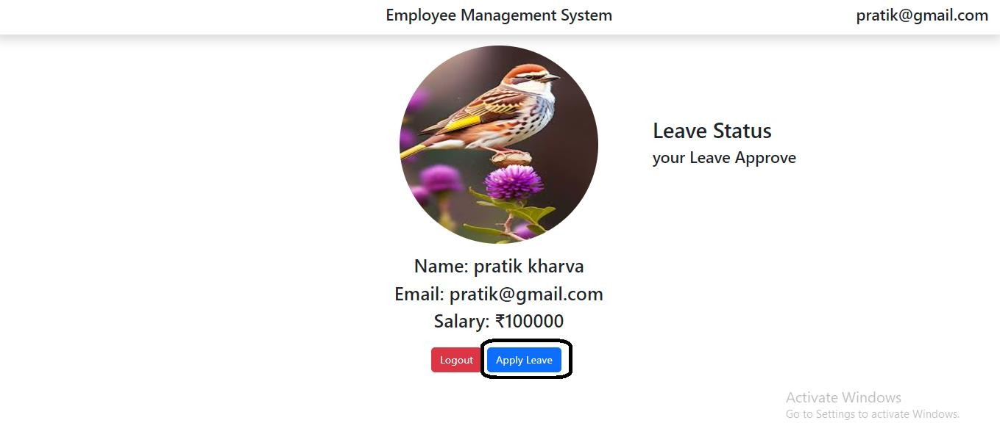 Employee Management System
pratik@gmail.com
Leave Status
your Leave Approve
Name: pratik kharva
Email: pratik@gmail.com
Salary: ₹100000
Logout
Apply Leave
Activate Windows
Go to Settings to activate Windows.